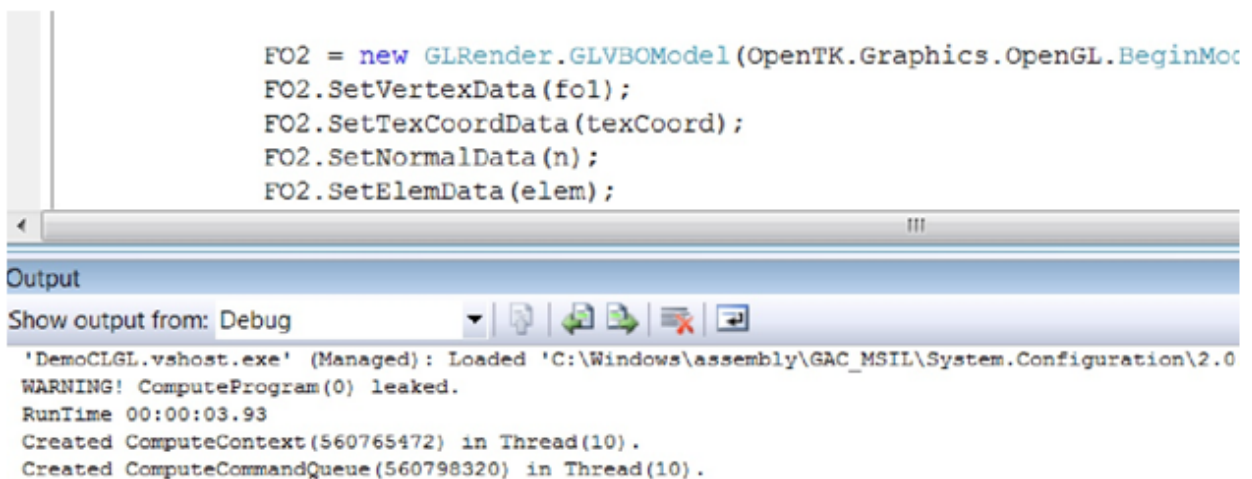 FO2 = new GLRender.GLVBOModel(OpenTK.Graphics.OpenGL.BeginMod
FO2.SetVertexData(fol);
FO2.SetTexCoordData(texCoord);
FO2.SetNormalData(n);
FO2.SetElemData(elem);
Output
Show output from: Debug
'DemoCLGL.vshost.exe' (Managed): Loaded 'C:\Windows\assembly\GAC_MSIL\System.Configuration\2.0
WARNING! ComputeProgram(0) leaked.
RunTime 00:00:03.93
Created ComputeContext(560765472) in Thread(10).
Created ComputeCommandQueue(560798320) in Thread(10).